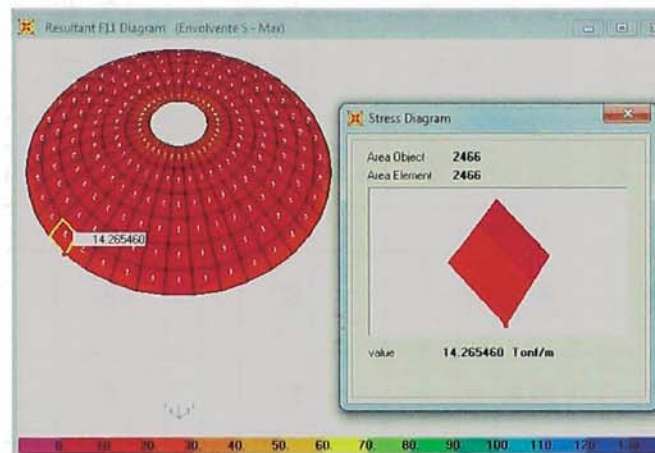 Resultant F11 Diagram (Envolvente S - Max)
Stress Diagram
Area Object 2466
Area Element 2466
14.265460
value 14.265460 Tonf/m
0. 10. 20. 30. 40. 50. 60. 70. 80. 90. 100. 110. 120. 130.